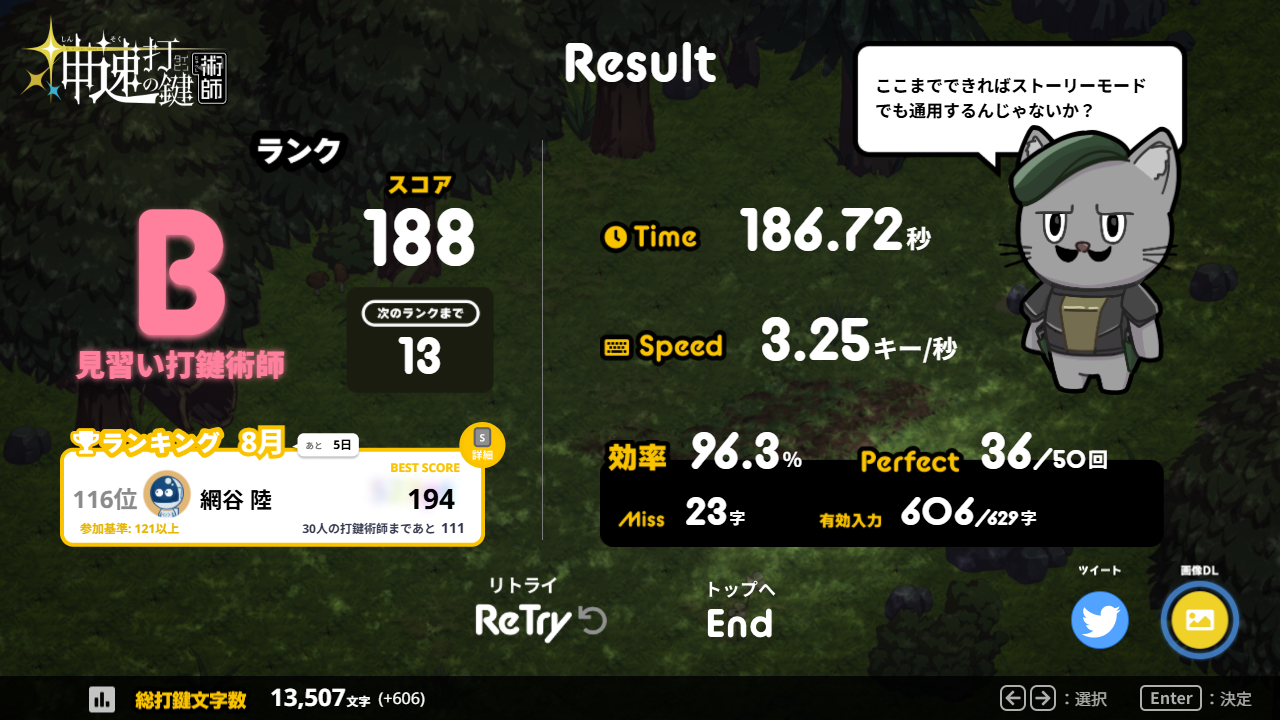 しん そく
神速打の鍵術師
Result
ここまでできればストーリーモード
でも通用するんじゃないか？
ランク
スコア
B
188
見習い打鍵術師
次のランクまで
13
Time 186.72秒
Speed 3.25キー/秒
効率 96.3% Perfect 36/50回
Miss 23字 有効入力 606/629字
ランキング 8月 あと 5日
S
詳細
BEST SCORE
116位 網谷 陸 194
参加基準: 121以上 30人の打鍵術師まであと 111
リトライ
ReTry
トップへ
End
ツイート
画像DL
総打鍵文字数 13,507文字 (+606)
← → : 選択 Enter : 決定